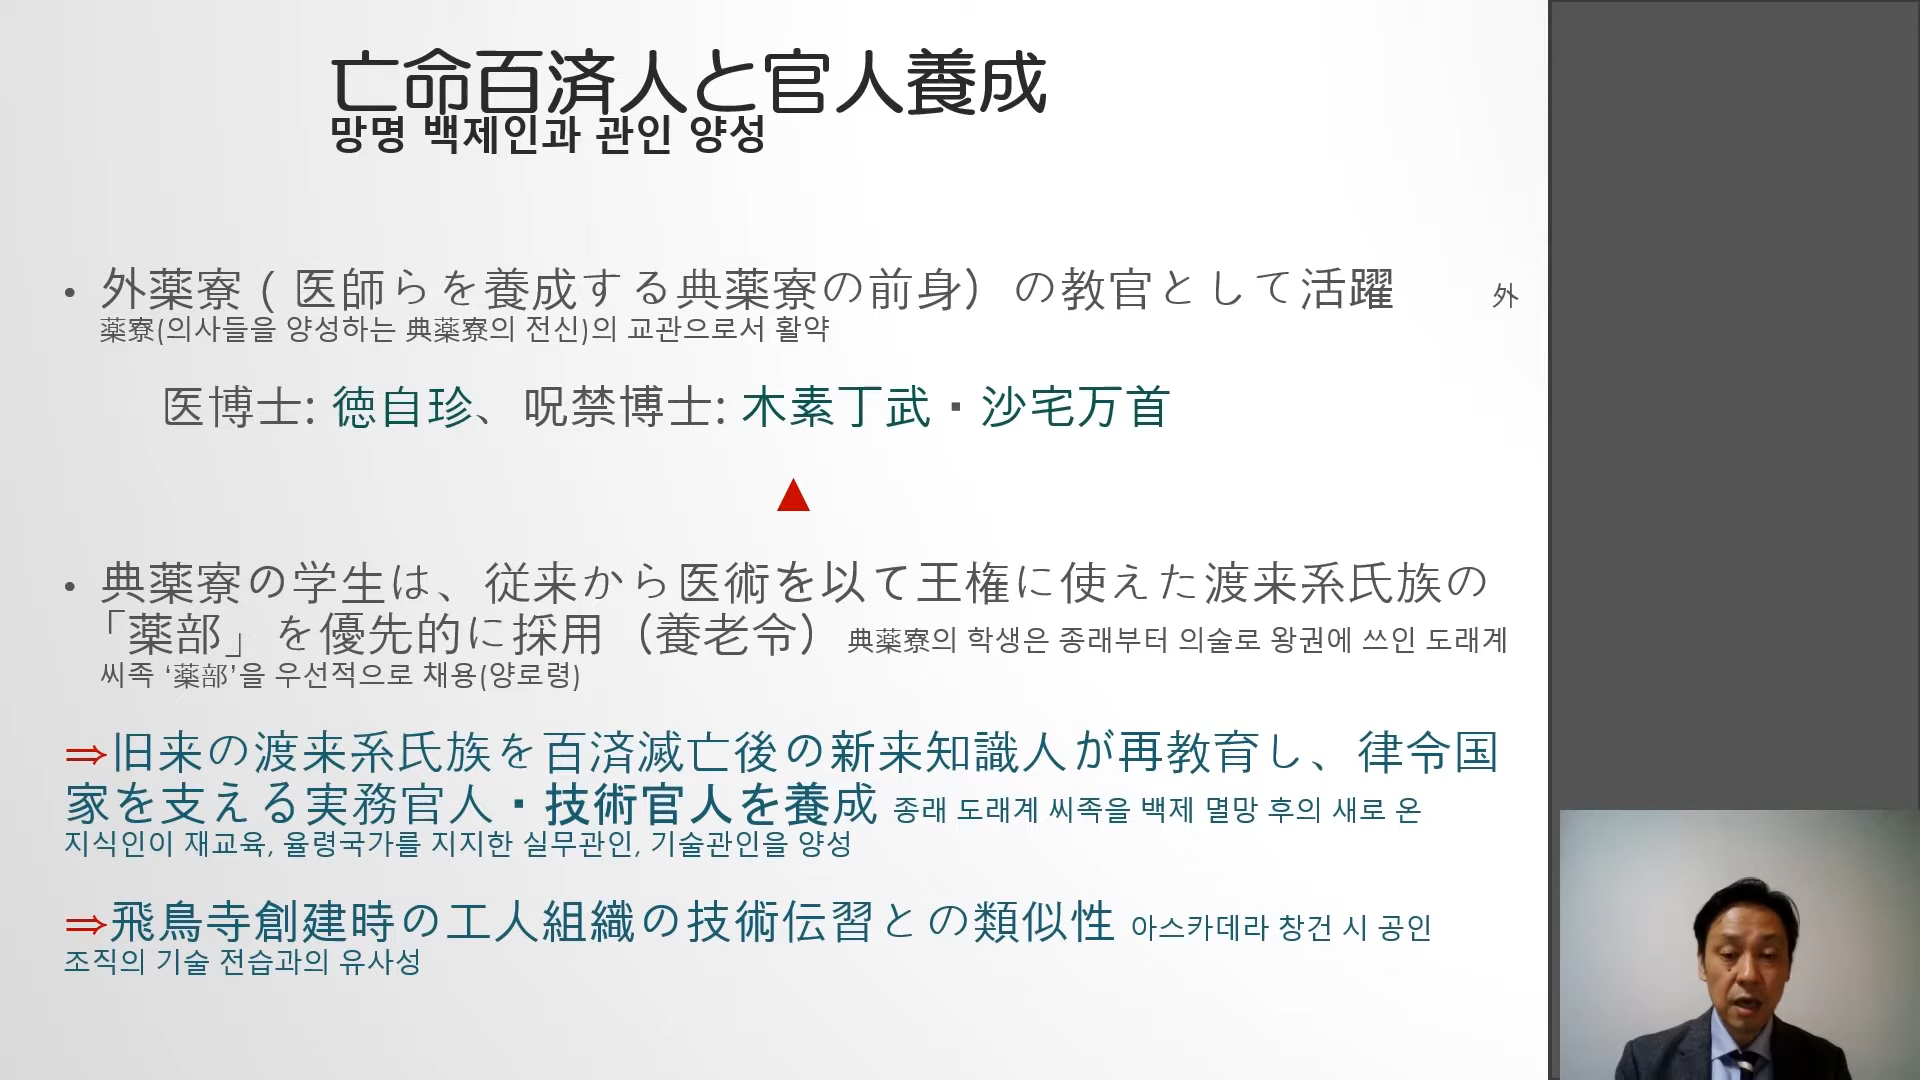 亡命百済人と官人養成
망명 백제인과 관인 양성
• 外薬寮（医師らを養成する典薬寮の前身）の教官として活躍 外
薬寮(의사들을 양성하는 典薬寮의 전신)의 교관으로서 활약
医博士: 徳自珍、呪禁博士: 木素丁武・沙宅万首
▲
• 典薬寮の学生は、従来から医術を以て王権に使えた渡来系氏族の
「薬部」を優先的に採用（養老令）典薬寮의 학생은 종래부터 의술로 왕권에 쓰인 도래계
씨족 ‘薬部’을 우선적으로 채용(양로령)
⇒旧来の渡来系氏族を百済滅亡後の新来知識人が再教育し、律令国
家を支える実務官人・技術官人を養成 종래 도래계 씨족을 백제 멸망 후의 새로 온
지식인이 재교육, 율령국가를 지지한 실무관인, 기술관인을 양성
⇒飛鳥寺創建時の工人組織の技術伝習との類似性 아스카데라 창건 시 공인
조직의 기술 전습과의 유사성